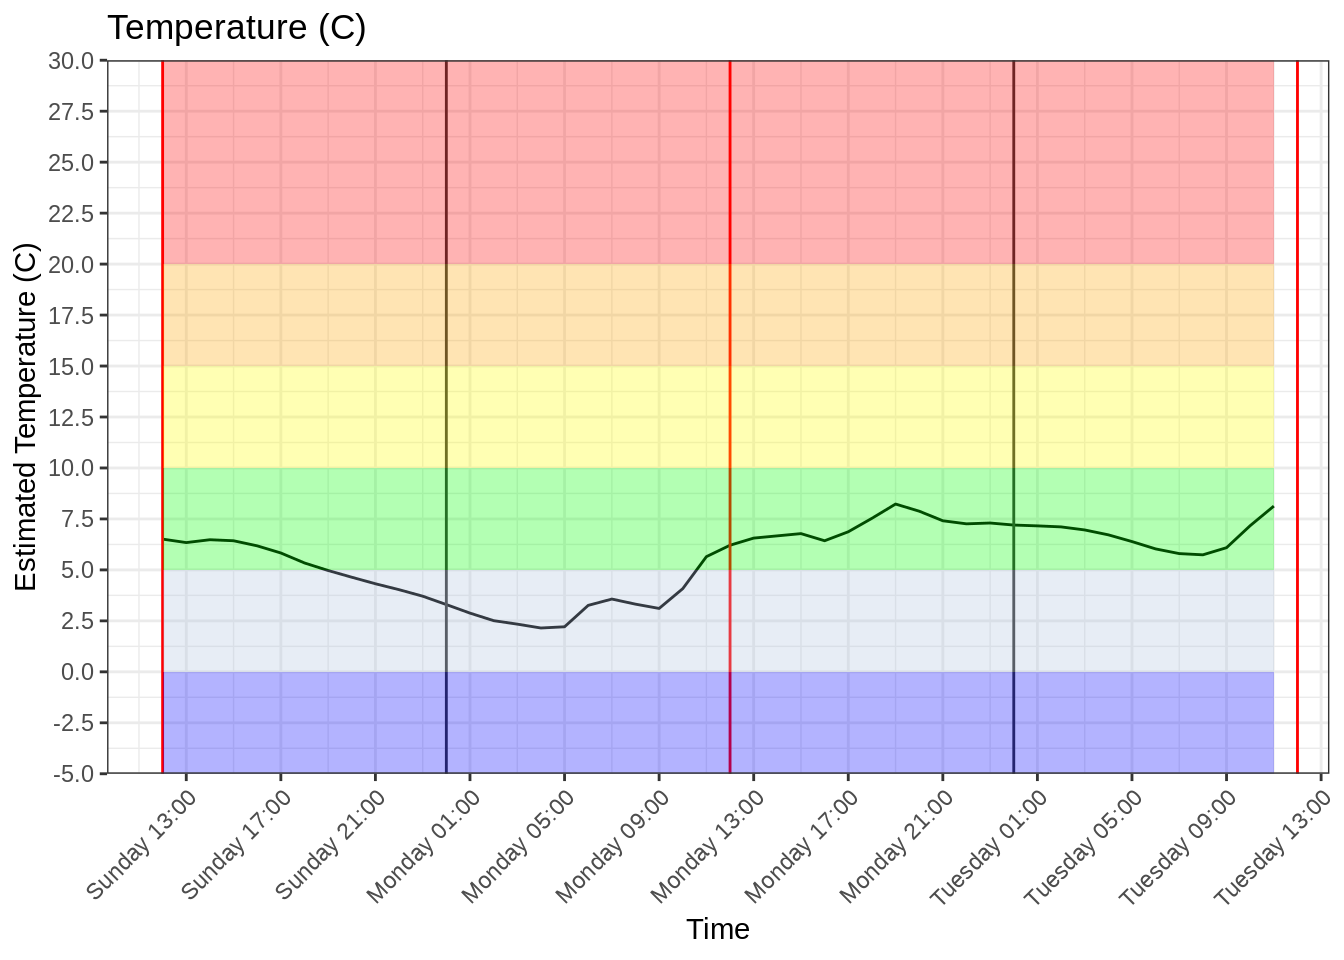 Temperature (C)
Estimated Temperature (C)
30.0
27.5
25.0
22.5
20.0
17.5
15.0
12.5
10.0
7.5
5.0
2.5
0.0
-2.5
-5.0
Sunday 13:00
Sunday 17:00
Sunday 21:00
Monday 01:00
Monday 05:00
Monday 09:00
Monday 13:00
Monday 17:00
Monday 21:00
Tuesday 01:00
Tuesday 05:00
Tuesday 09:00
Tuesday 13:00
Time